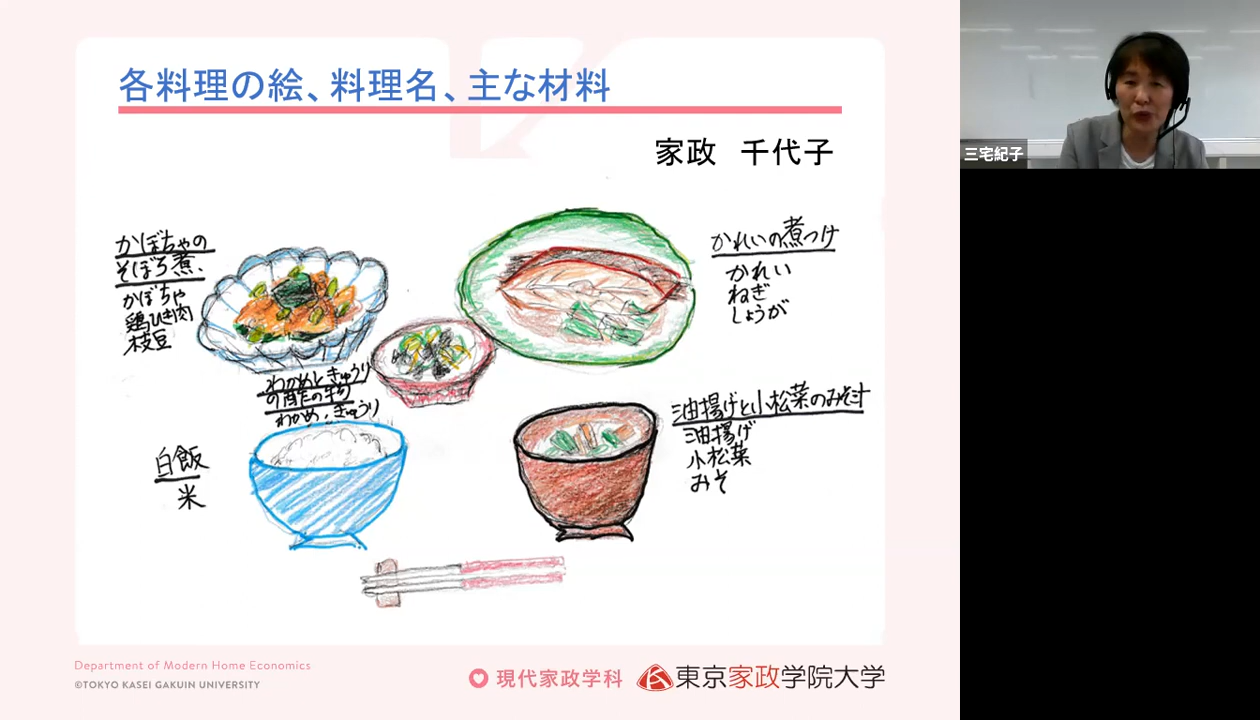 各料理の絵、料理名、主な材料
家政 千代子
かぼちゃの
そぼろ煮
かぼちゃ
鶏ひき肉
枝豆
かれいの煮つけ
かれい
ねぎ
しょうが
わかめときゅうり
の酢の物
わかめ、きゅうり
白飯
米
油揚げと小松菜のみそ汁
油揚げ
小松菜
みそ
Department of Modern Home Economics
©TOKYO KASEI GAKUIN UNIVERSITY
現代家政学科
東京家政学院大学
三宅紀子